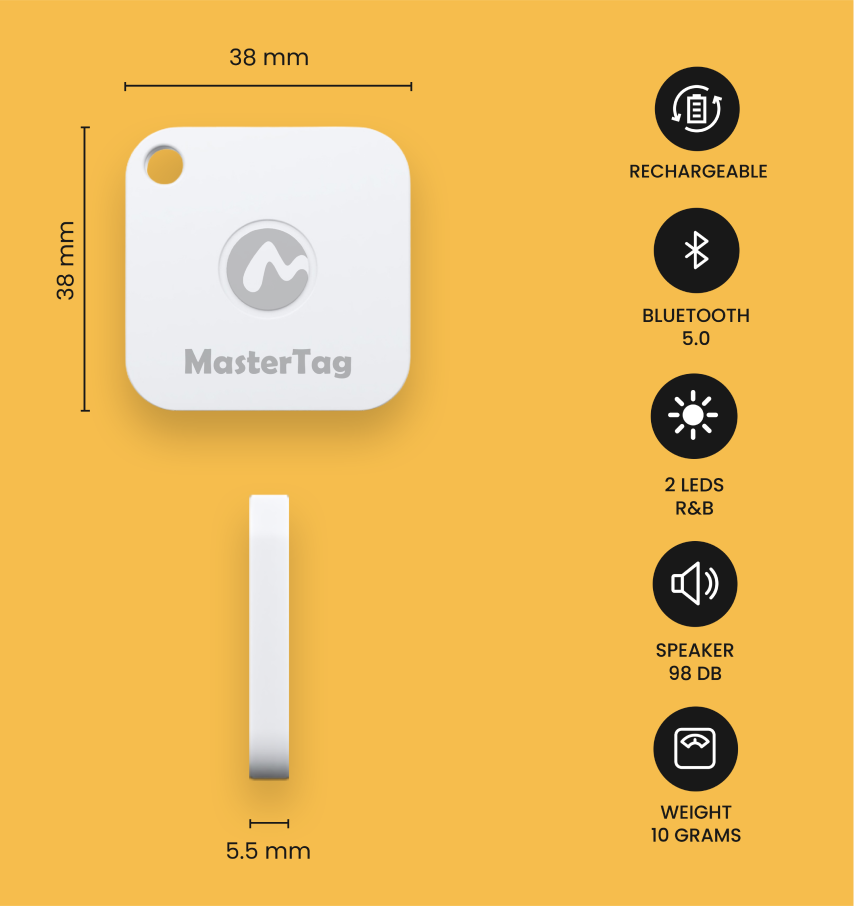 38 mm
38 mm
MasterTag
5.5 mm
RECHARGEABLE
BLUETOOTH
5.0
2 LEDS
R&B
SPEAKER
98 DB
WEIGHT
10 GRAMS